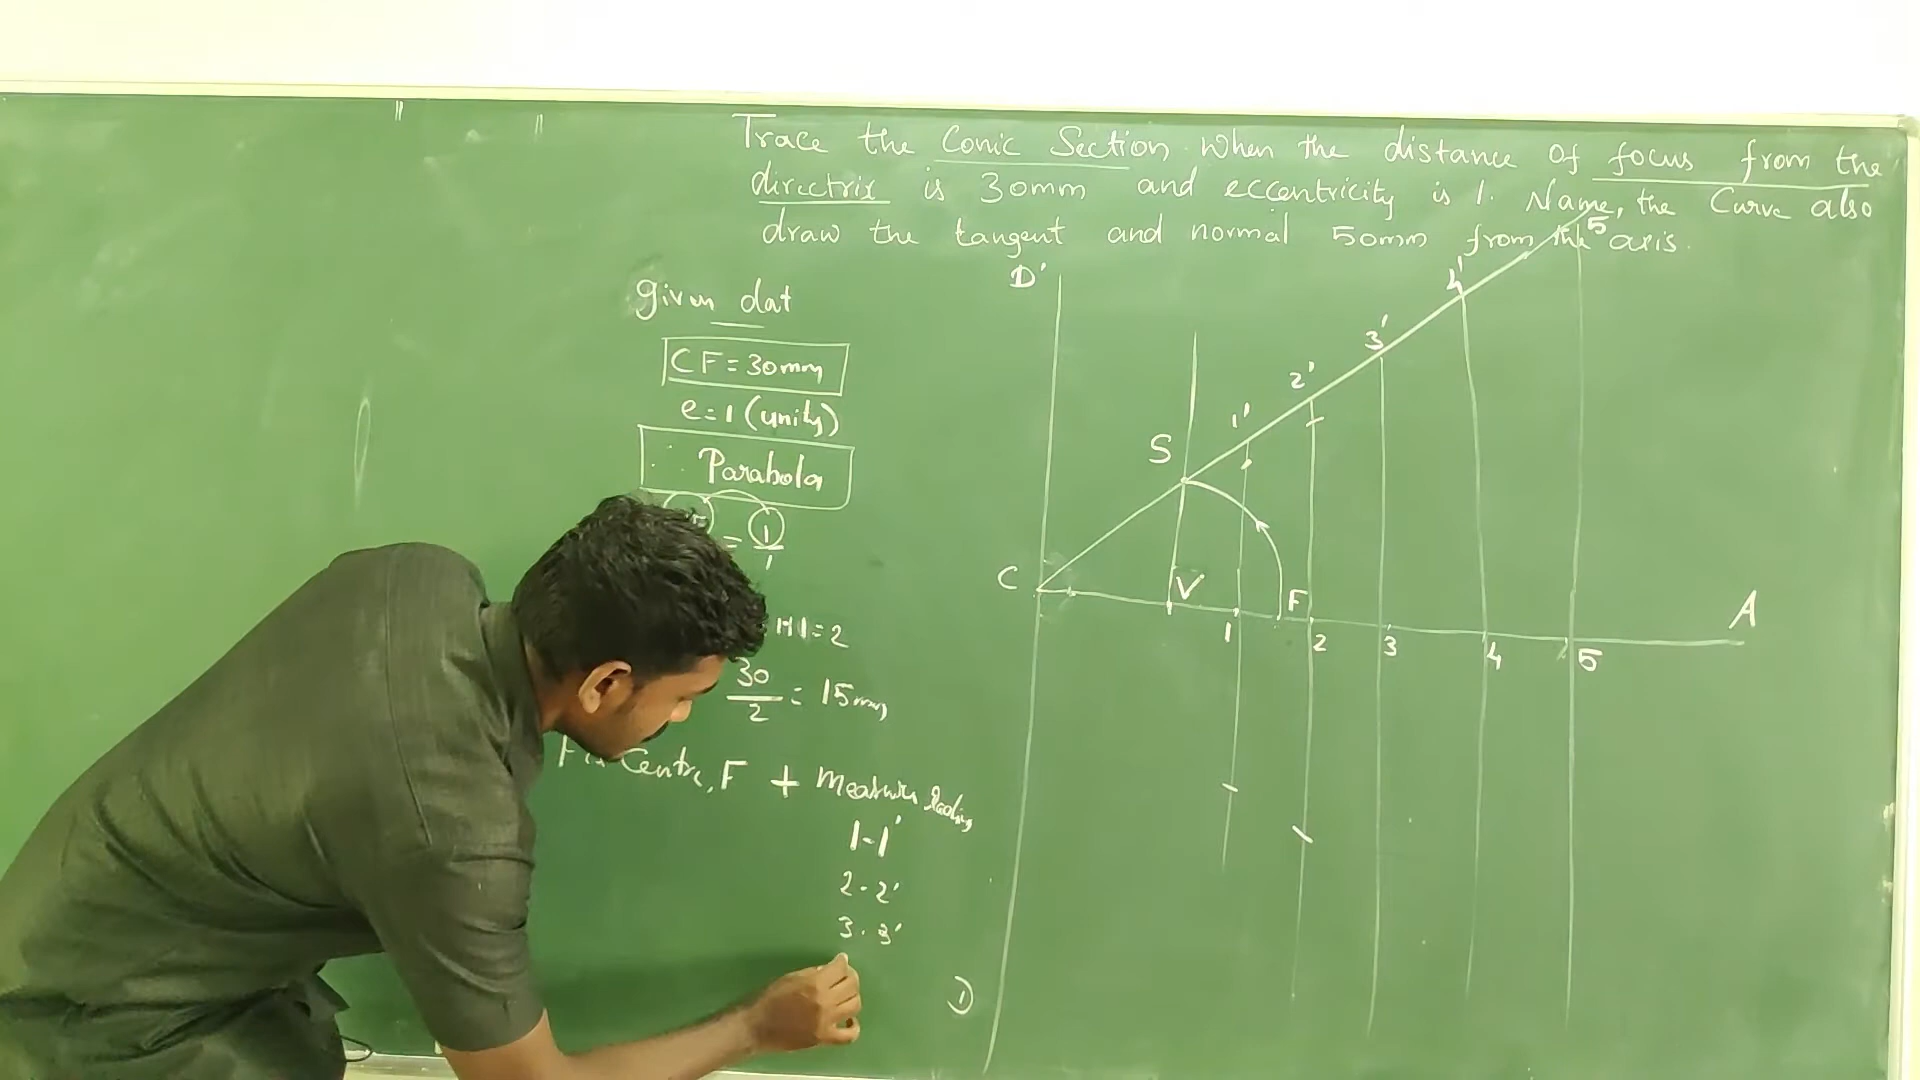 Trace the Conic Section when the distance of focus from the
directrix is 30mm and eccentricity is 1. Name, the Curve also
draw the tangent and normal 50mm from the axis.
given dat
CF = 30mm
e = 1 (unity)
∴ Parabola
= 1/1
1+1 = 2
30/2 = 15mm
Centre, F +
1-1'
2-2'
3-3'
D'
S
1'
2'
3'
4'
5
C
V
F
A
1
2
3
4
5
D